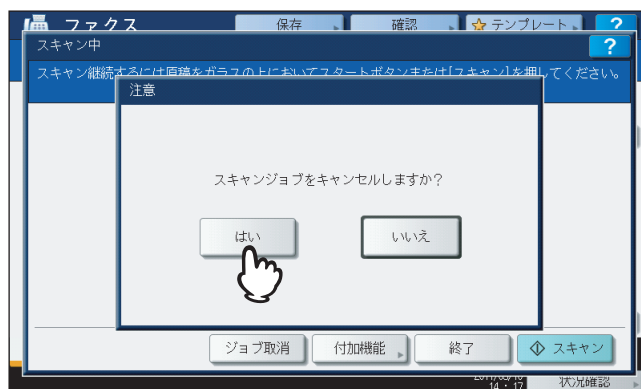 ファクス 保存 確認 テンプレート ?
スキャン中 ?
スキャン継続するには原稿をガラスの上においてスタートボタンまたは[スキャン]を押してください。
注意
スキャンジョブをキャンセルしますか?
はい いいえ
ジョブ取消 付加機能 終了 スキャン
14:17 状況確認